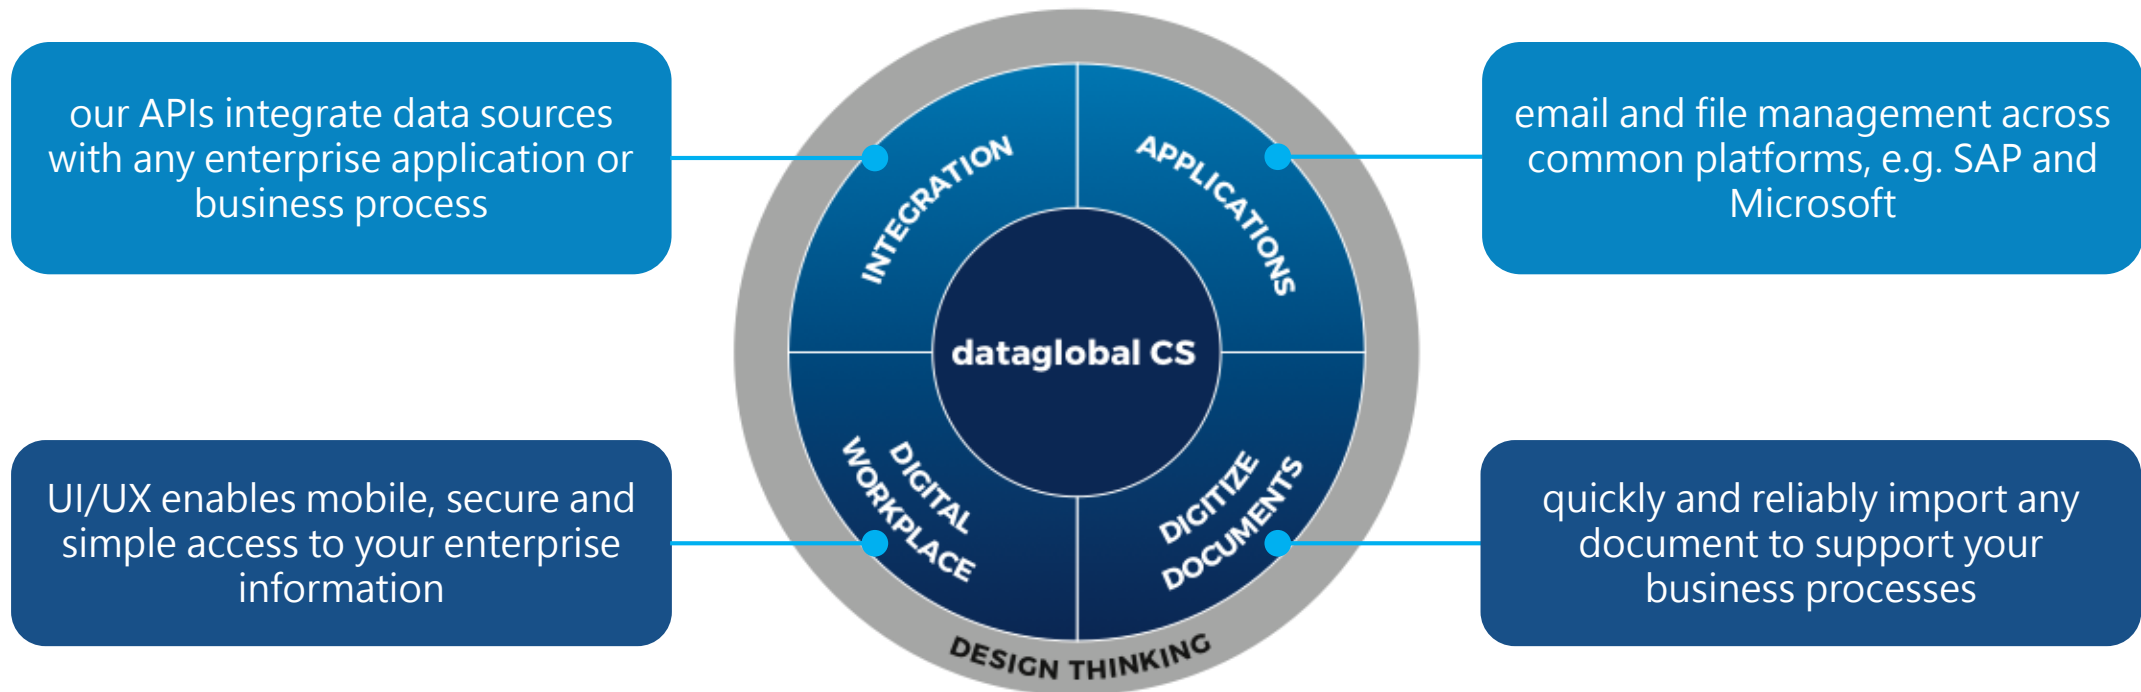 our APIs integrate data sources
with any enterprise application or
business process
email and file management across
common platforms, e.g. SAP and
Microsoft
INTEGRATION
APPLICATIONS
dataglobal CS
DIGITAL
WORKPLACE
DIGITIZE
DOCUMENTS
UI/UX enables mobile, secure and
simple access to your enterprise
information
quickly and reliably import any
document to support your
business processes
DESIGN THINKING